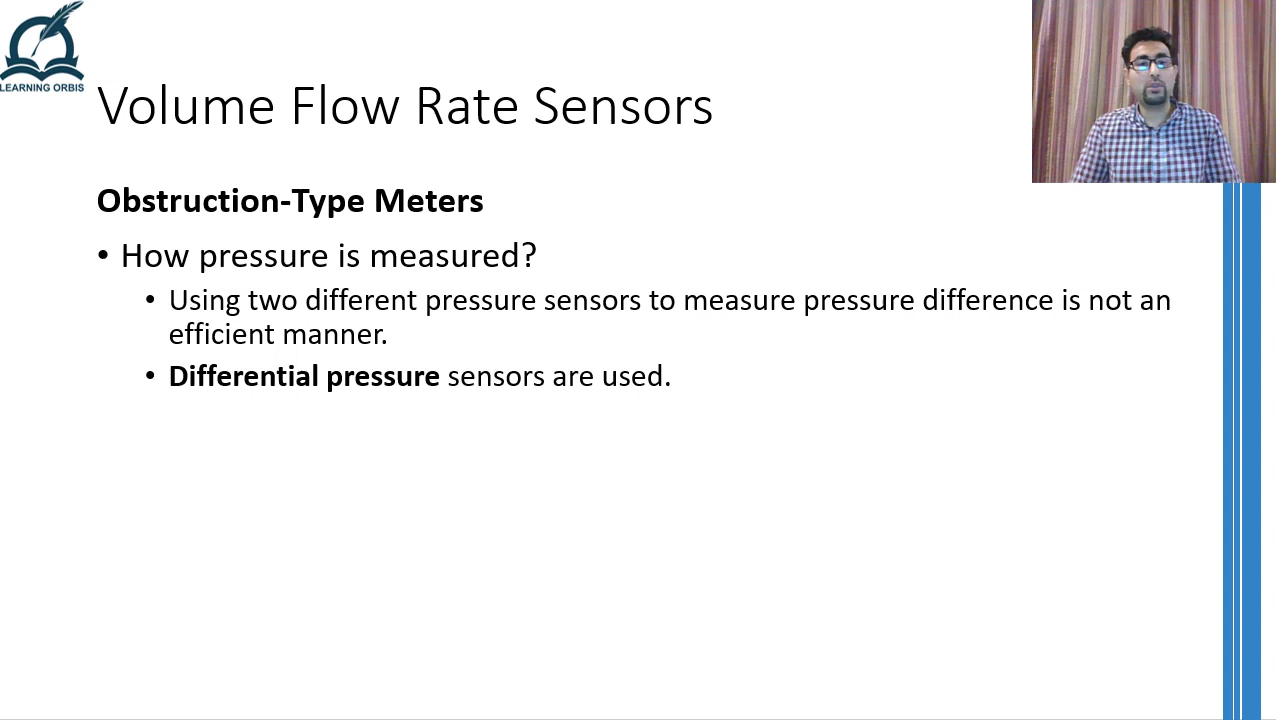 LEARNING ORBIS
Volume Flow Rate Sensors
Obstruction-Type Meters
• How pressure is measured?
• Using two different pressure sensors to measure pressure difference is not an
efficient manner.
• Differential pressure sensors are used.